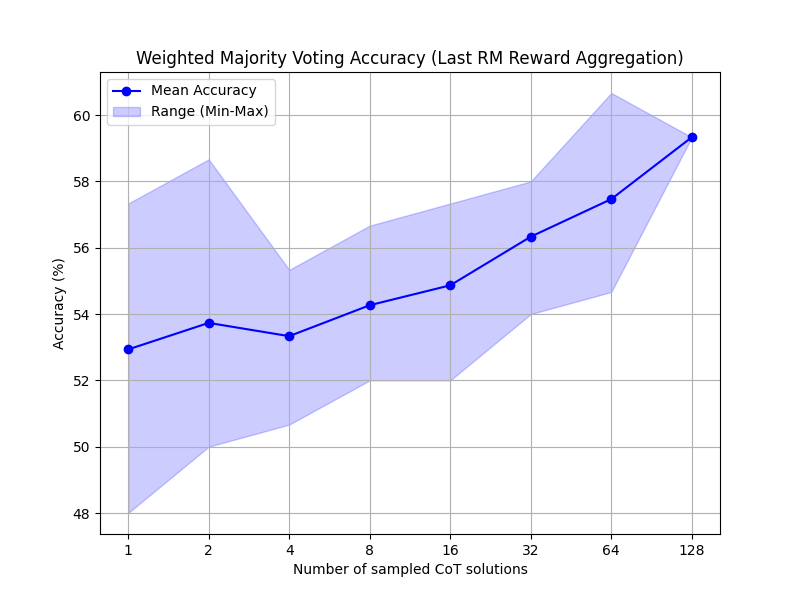 Weighted Majority Voting Accuracy (Last RM Reward Aggregation)
Mean Accuracy
Range (Min-Max)
Accuracy (%)
60
58
56
54
52
50
48
1 2 4 8 16 32 64 128
Number of sampled CoT solutions